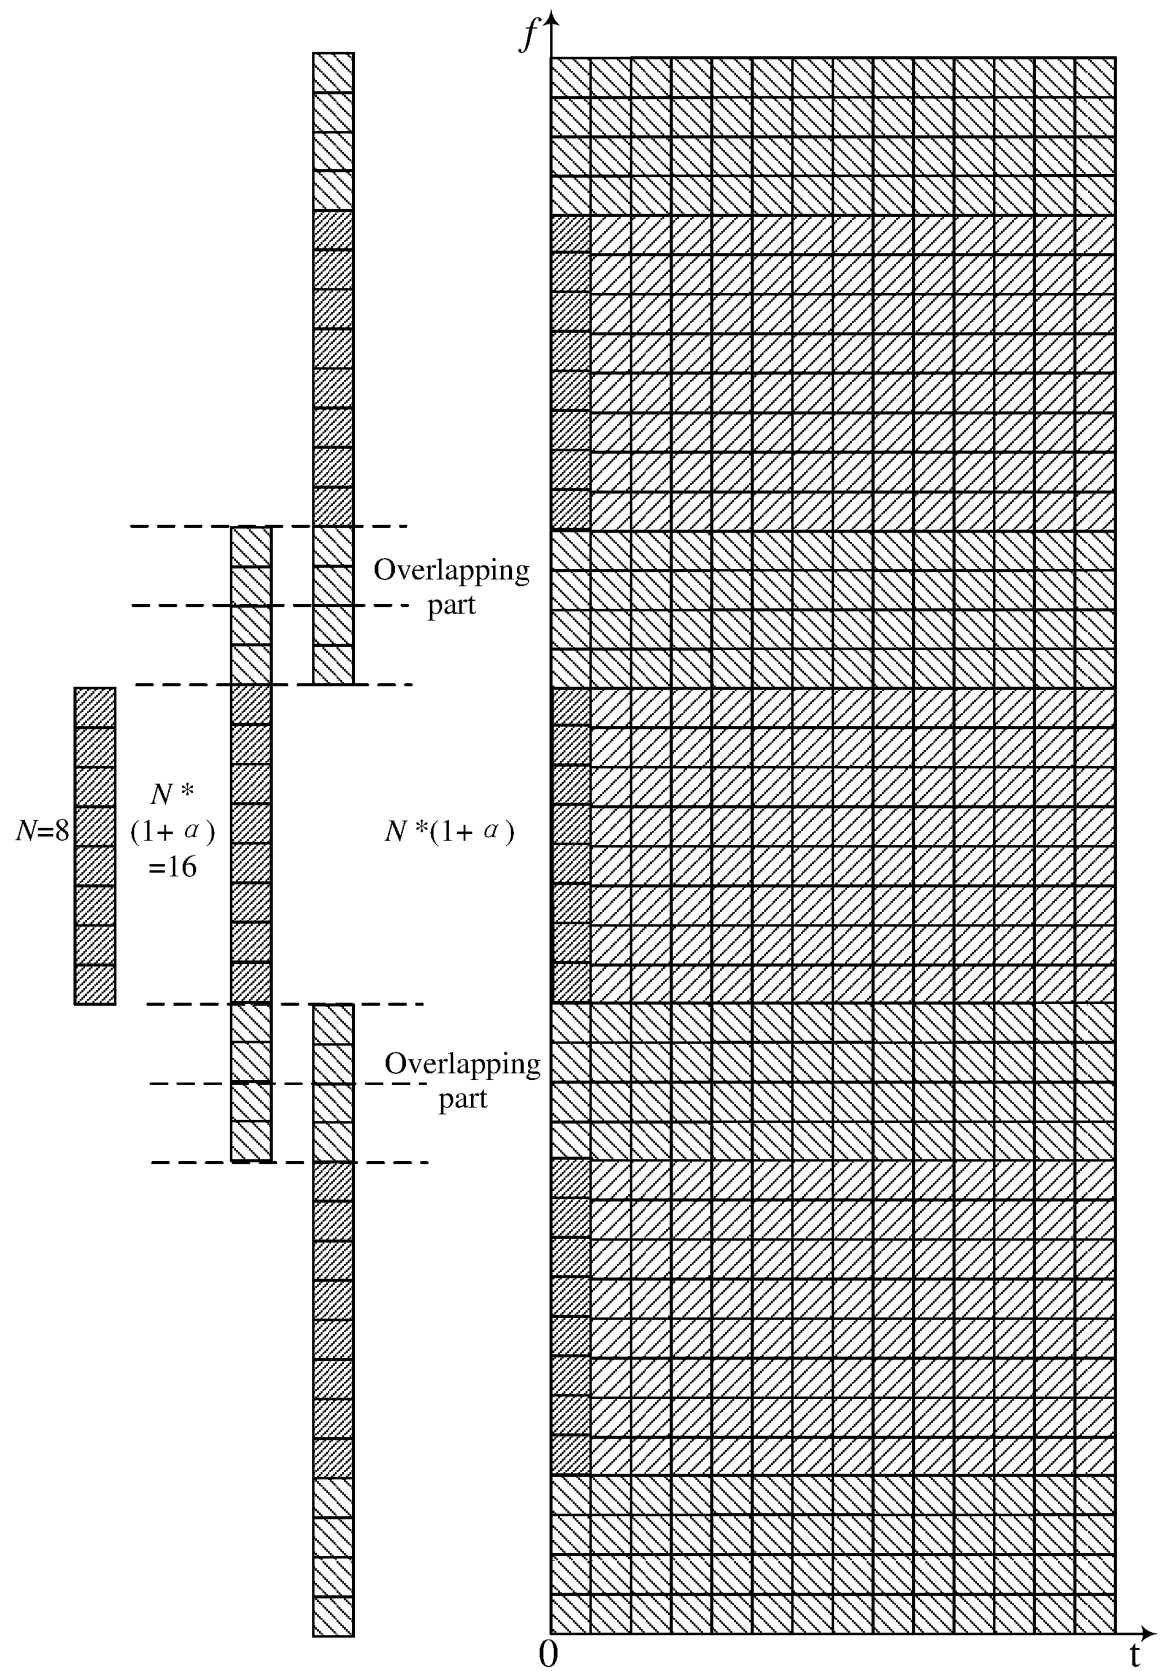 f
Overlapping
part
N=8
N*
(1+ α)
=16
N*(1+ α)
Overlapping
part
0
t